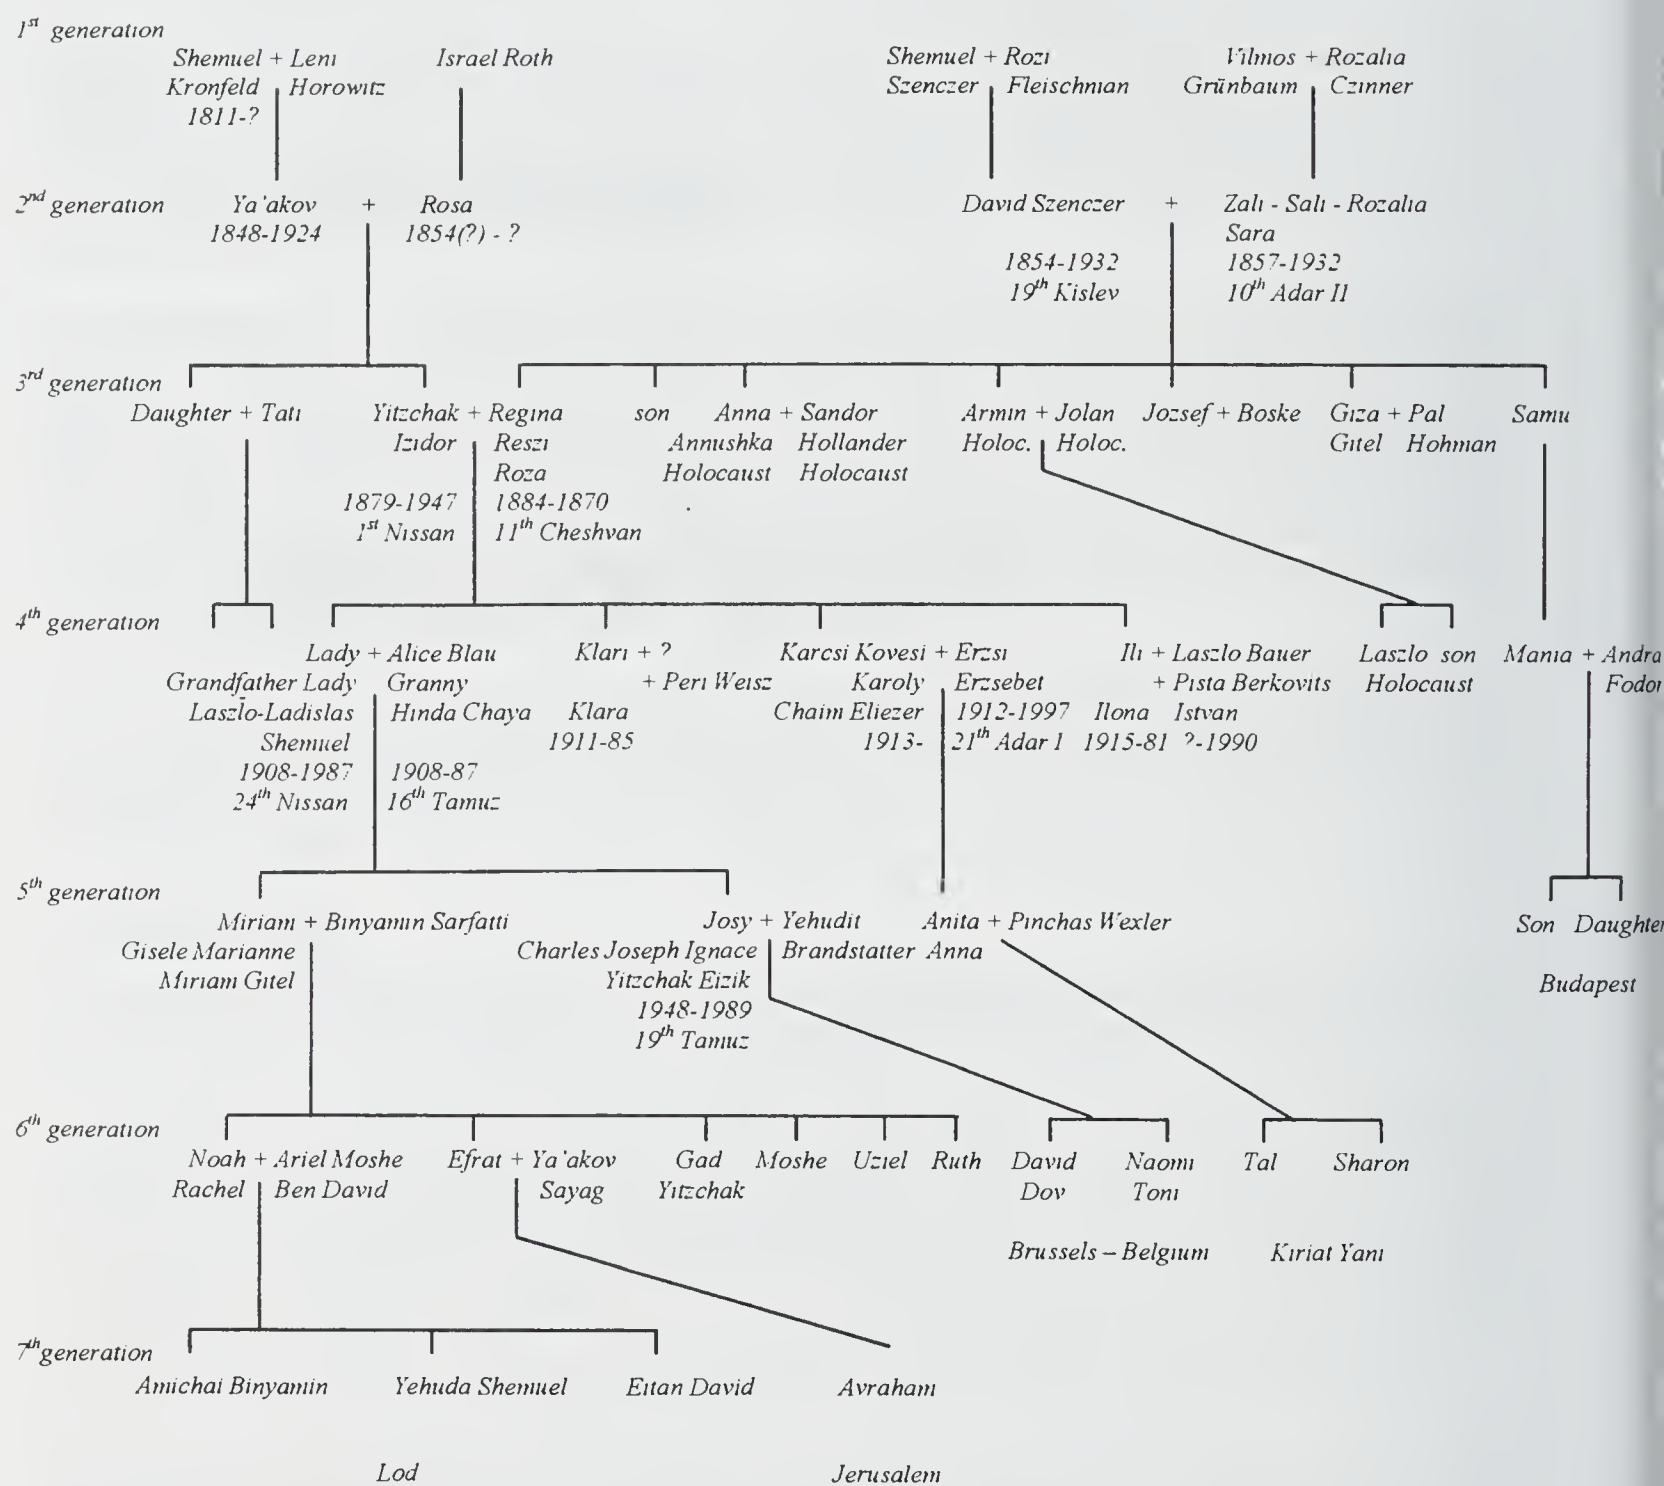 1st generation
Shemuel + Leni Israel Roth Shemuel + Rozi Vilmos + Rozalia
Kronfeld Horowitz Szenczer Fleischman Grünbaum Czinner
1811-?
2nd generation Ya'akov + Rosa David Szenczer + Zali - Sali - Rozalia
1848-1924 1854(?) - ? Sara
1854-1932 1857-1932
19th Kislev 10th Adar II
3rd generation
Daughter + Tati Yitzchak + Regina son Anna + Sandor Armin + Jolan Jozsef + Boske Giza + Pal Samu
Izidor Reszi Annushka Hollander Holoc. Holoc. Gitel Hohman
Roza Holocaust Holocaust
1879-1947 1884-1870
1st Nissan 11th Cheshvan
4th generation
Lady + Alice Blau Klari + ? Karcsi Kovesi + Erzsi Ili + Laszlo Bauer Laszlo son Mania + Andra
Grandfather Lady Granny + Peri Weisz Karoly Erzsebet + Pista Berkovits Holocaust Fodor
Laszlo-Ladislas Hinda Chaya Klara Chaim Eliezer 1912-1997 Ilona Istvan
Shemuel 1911-85 1913- 21th Adar I 1915-81 ?-1990
1908-1987 1908-87
24th Nissan 16th Tamuz
5th generation
Miriam + Binyamin Sarfatti Josy + Yehudit Anita + Pinchas Wexler Son Daughter
Gisele Marianne Charles Joseph Ignace Brandstatter Anna
Miriam Gitel Yitzchak Eizik Budapest
1948-1989
19th Tamuz
6th generation
Noah + Ariel Moshe Efrat + Ya'akov Gad Moshe Uziel Ruth David Naomi Tal Sharon
Rachel Ben David Sayag Yitzchak Dov Toni
Brussels – Belgium Kiriat Yam
7th generation
Amichai Binyamin Yehuda Shemuel Eitan David Avraham
Lod Jerusalem